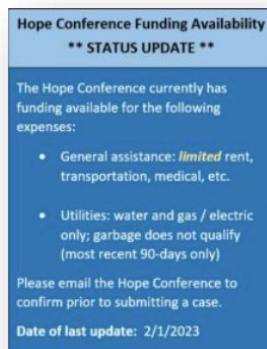 Hope Conference Funding Availability
** STATUS UPDATE **
The Hope Conference currently has
funding available for the following
expenses:
• General assistance: limited rent,
transportation, medical, etc.
• Utilities: water and gas / electric
only; garbage does not qualify
(most recent 90-days only)
Please email the Hope Conference to
confirm prior to submitting a case.
Date of last update: 2/1/2023